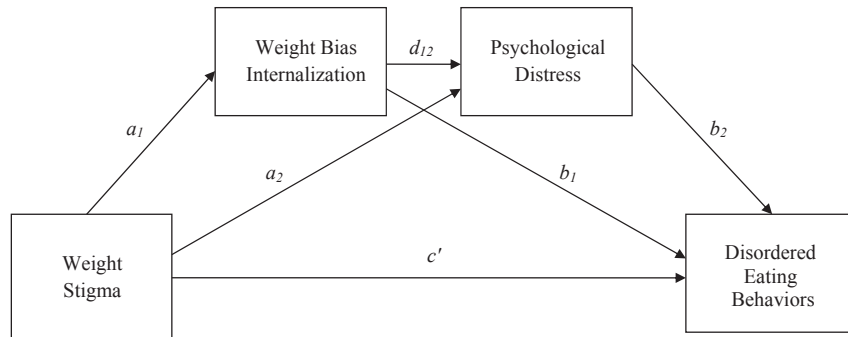 Weight Bias
Internalization
d12
Psychological
Distress
a1
a2
b1
b2
Weight
Stigma
c'
Disordered
Eating
Behaviors